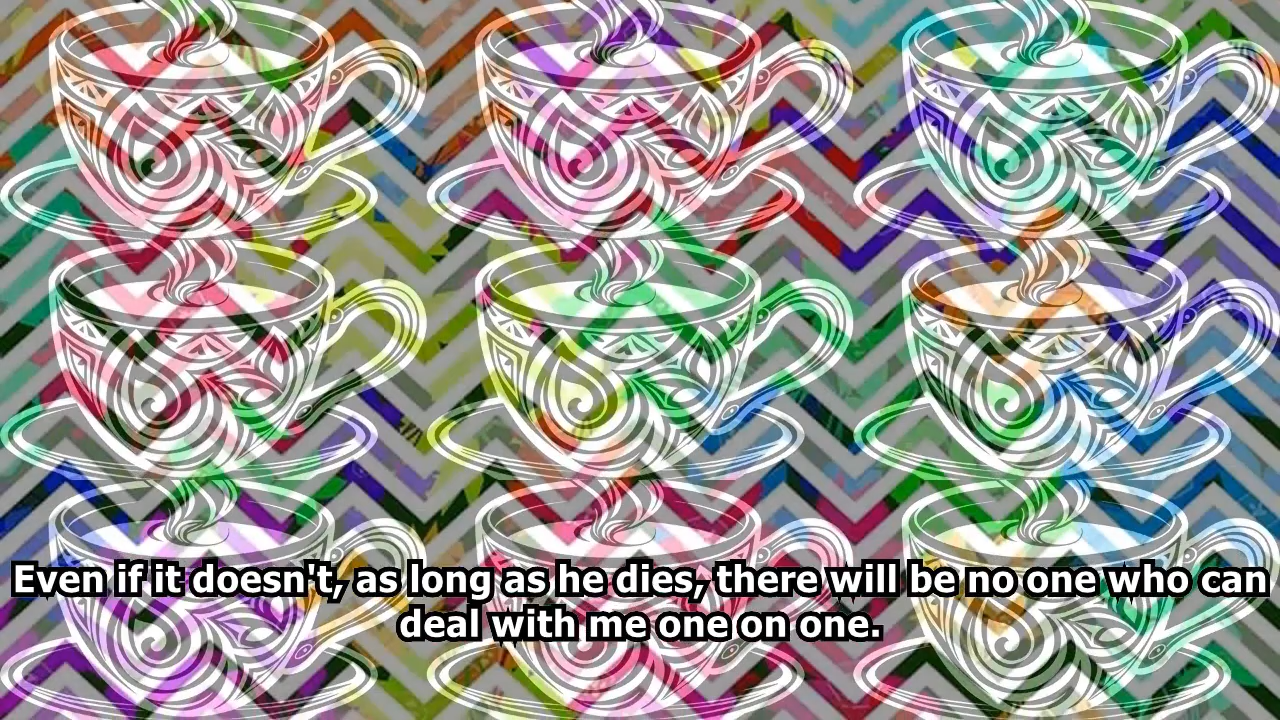 Even if it doesn't, as long as he dies, there will be no one who can
deal with me one on one.